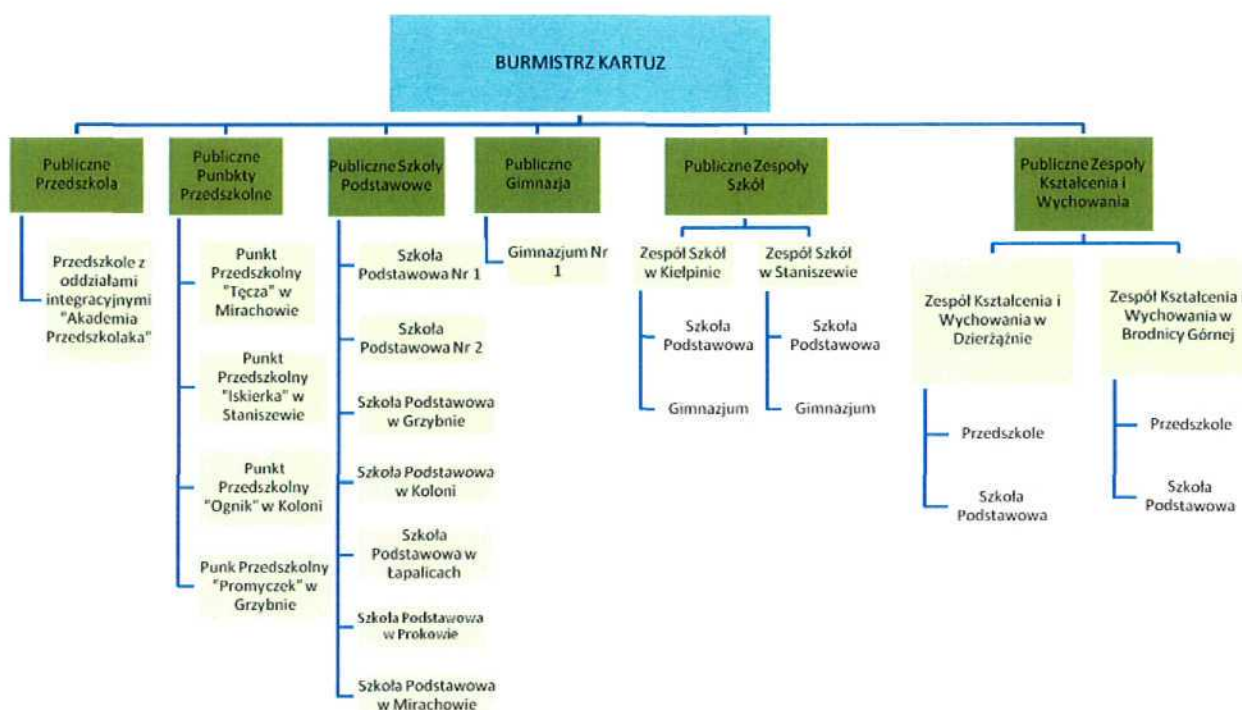 BURMISTRZ KARTUZ
Publiczne
Przedszkola
Publiczne
Punbkty
Przedszkolne
Publiczne Szkoły
Podstawowe
Publiczne
Gimnazja
Publiczne Zespoły
Szkół
Publiczne Zespoły
Kształcenia i
Wychowania
Przedszkole z
oddziałami
integracyjnymi
"Akademia
Przedszkolaka"
Punkt
Przedszkolny
"Tęcza" w
Mirachowie
Punkt
Przedszkolny
"Iskierka" w
Staniszewie
Punkt
Przedszkolny
"Ognik" w Koloni
Punk Przedszkolny
"Promyczek" w
Grzybnie
Szkoła
Podstawowa Nr 1
Szkoła
Podstawowa Nr 2
Szkoła Podstawowa
w Grzybnie
Szkoła Podstawowa
w Koloni
Szkoła
Podstawowa w
Łapalicach
Szkoła Podstawowa
w Prokowie
Szkoła Podstawowa
w Mirachowie
Gimnazjum Nr
1
Zespół Szkół
w Kiełpinie
Szkoła
Podstawowa
Gimnazjum
Zespół Szkół
w Staniszewie
Szkoła
Podstawowa
Gimnazjum
Zespół Kształcenia i
Wychowania w
Dzierżążnie
Przedszkole
Szkoła
Podstawowa
Zespół Kształcenia i
Wychowania w
Brodnicy Górnej
Przedszkole
Szkoła
Podstawowa